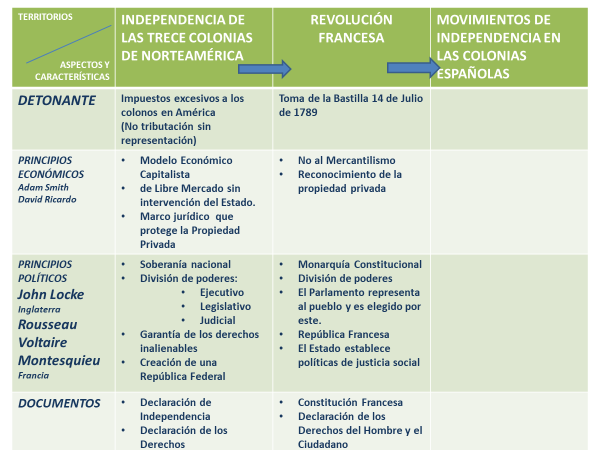 TERRITORIOS
ASPECTOS Y
CARACTERÍSTICAS
INDEPENDENCIA DE
LAS TRECE COLONIAS
DE NORTEAMÉRICA
REVOLUCIÓN
FRANCESA
MOVIMIENTOS DE
INDEPENDENCIA EN
LAS COLONIAS
ESPAÑOLAS
DETONANTE
Impuestos excesivos a los
colonos en América
(No tributación sin
representación)
Toma de la Bastilla 14 de Julio
de 1789
PRINCIPIOS
ECONÓMICOS
Adam Smith
David Ricardo
• Modelo Económico
Capitalista
• de Libre Mercado sin
intervención del Estado.
• Marco jurídico que
protege la Propiedad
Privada
• No al Mercantilismo
• Reconocimiento de la
propiedad privada
PRINCIPIOS
POLÍTICOS
John Locke
Inglaterra
Rousseau
Voltaire
Montesquieu
Francia
• Soberanía nacional
• División de poderes:
• Ejecutivo
• Legislativo
• Judicial
• Garantía de los derechos
inalienables
• Creación de una
República Federal
• Monarquía Constitucional
• División de poderes
• El Parlamento representa
al pueblo y es elegido por
este.
• República Francesa
• El Estado establece
políticas de justicia social
DOCUMENTOS
• Declaración de
Independencia
• Declaración de los
Derechos
• Constitución Francesa
• Declaración de los
Derechos del Hombre y el
Ciudadano